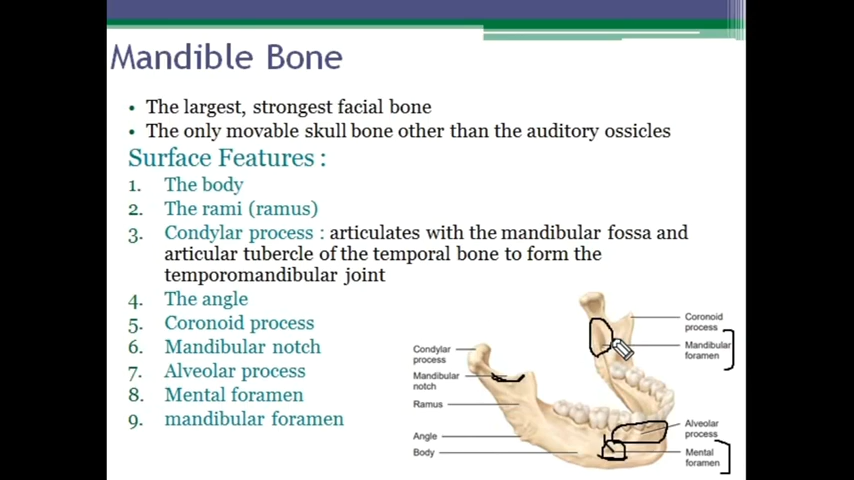 Mandible Bone
• The largest, strongest facial bone
• The only movable skull bone other than the auditory ossicles
Surface Features :
1. The body
2. The rami (ramus)
3. Condylar process : articulates with the mandibular fossa and
articular tubercle of the temporal bone to form the
temporomandibular joint
4. The angle
5. Coronoid process
6. Mandibular notch
7. Alveolar process
8. Mental foramen
9. mandibular foramen
Condylar
process
Mandibular
notch
Ramus
Angle
Body
Coronoid
process
Mandibular
foramen
Alveolar
process
Mental
foramen